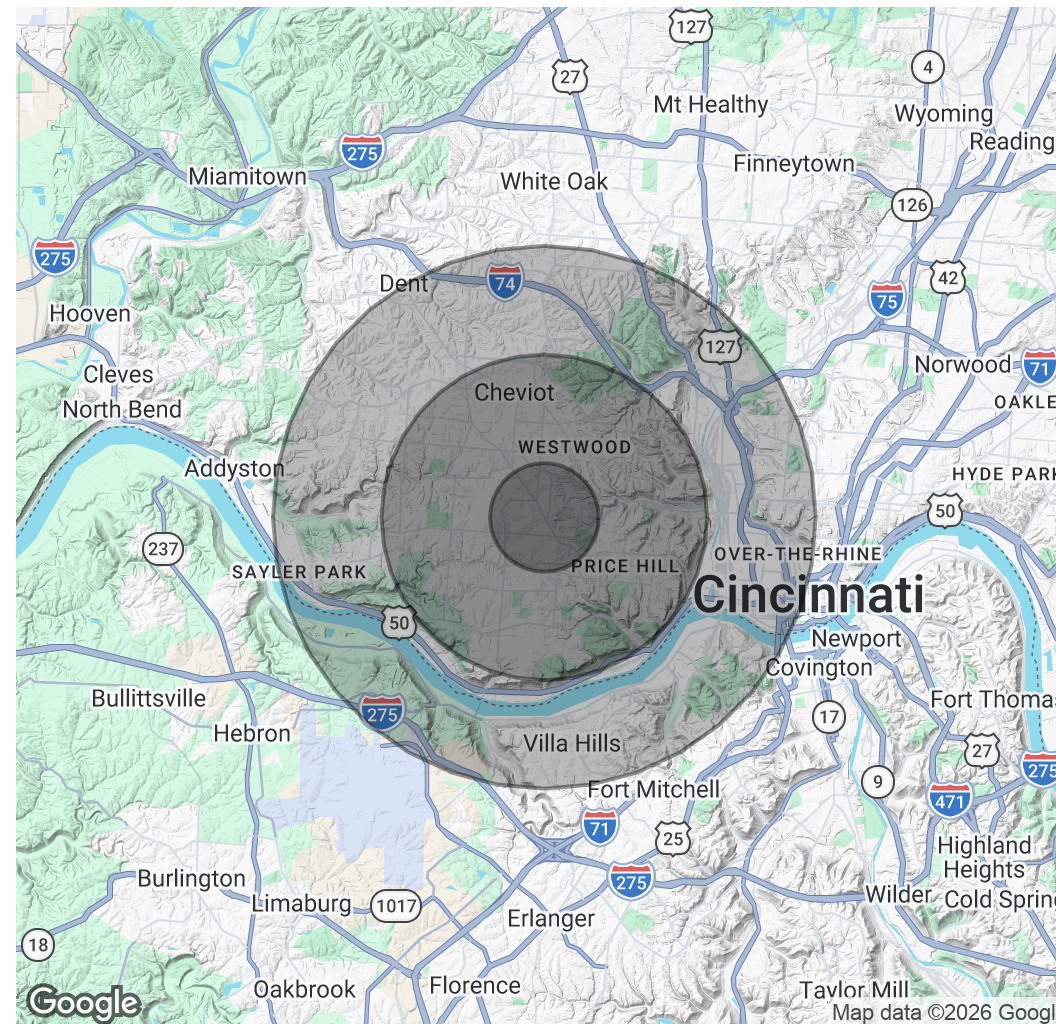 127
27
4
Mt Healthy
Wyoming
Reading
275
Finneytown
Miamitown
White Oak
126
275
42
Dent
74
75
Hooven
127
Norwood
71
Cleves
Cheviot
OAKLE
North Bend
WESTWOOD
Addyston
HYDE PARK
50
237
OVER-THE-RHINE
SAYLER PARK
PRICE HILL
Cincinnati
50
Newport
Covington
Bullittsville
275
Fort Thomas
17
Hebron
Villa Hills
27
275
9
Fort Mitchell
471
71
25
Highland
Heights
Burlington
275
Wilder
Cold Spring
Limaburg
1017
Erlanger
18
Oakbrook
Florence
Taylor Mill
Google
Map data ©2026 Googl